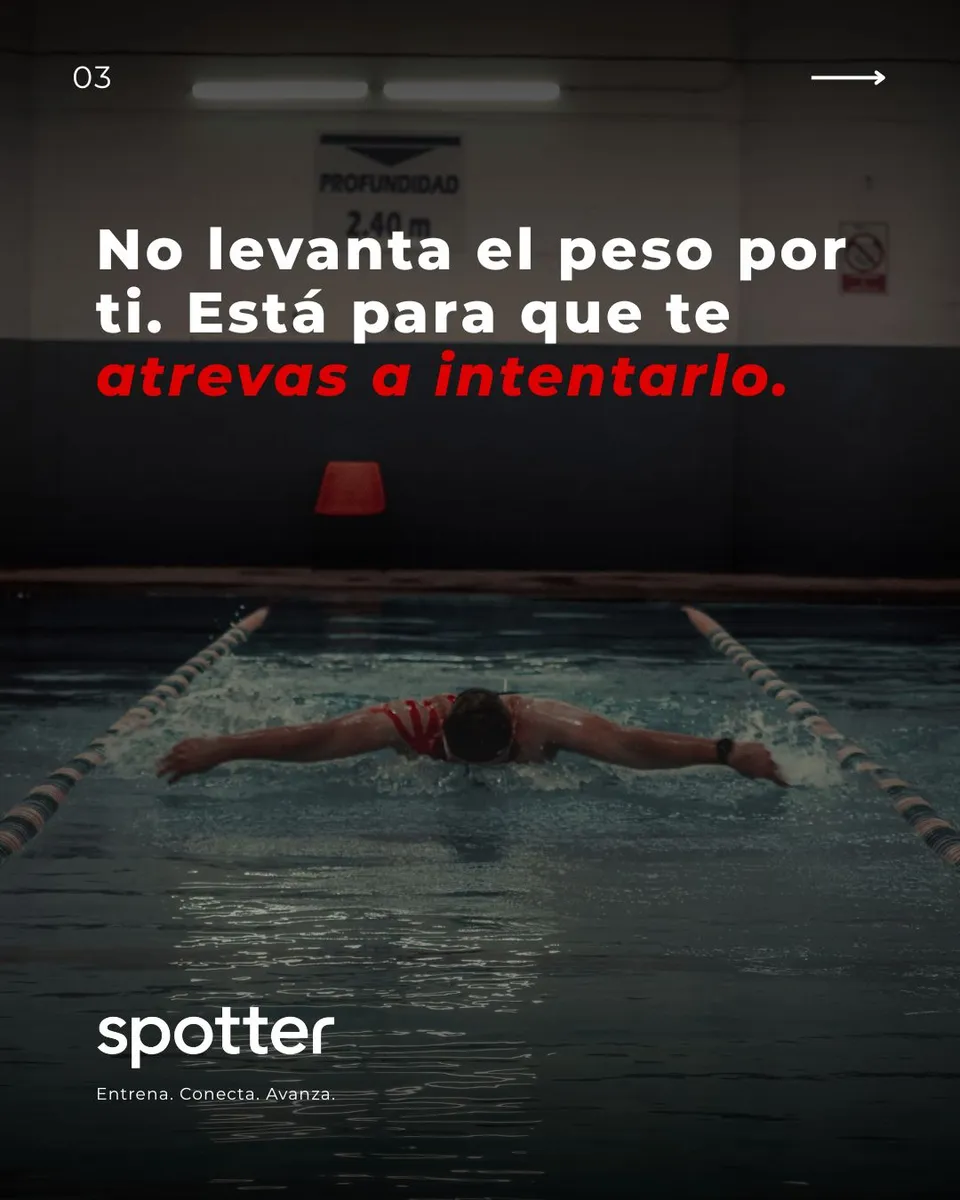 03
PROFUNDIDAD
2.40 m
No levanta el peso por
ti. Está para que te
atrevas a intentarlo.
spotter
Entrena. Conecta. Avanza.